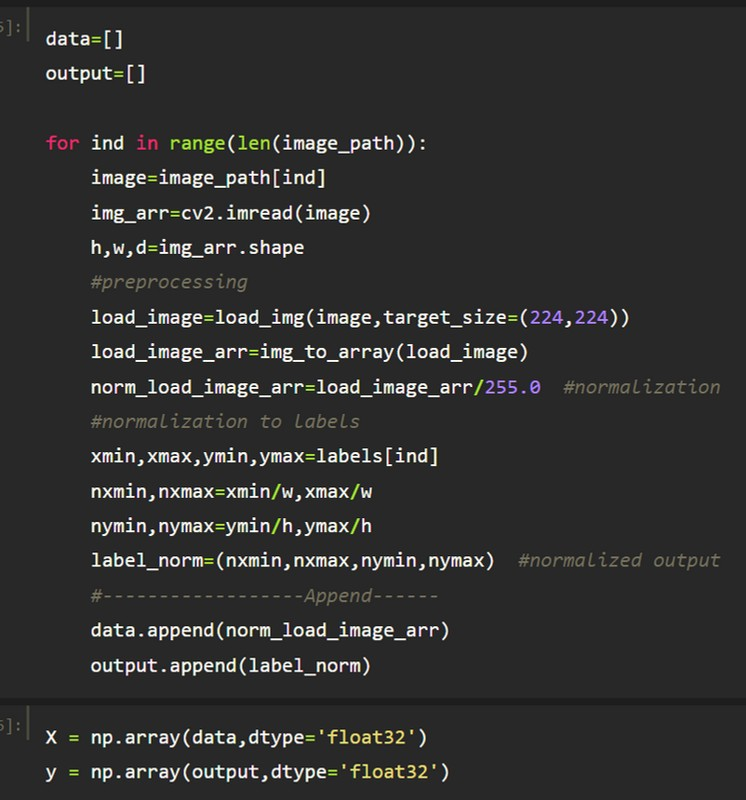 5]:
data=[]
output=[]
for ind in range(len(image_path)):
image=image_path[ind]
img_arr=cv2.imread(image)
h,w,d=img_arr.shape
#preprocessing
load_image=load_img(image,target_size=(224,224))
load_image_arr=img_to_array(load_image)
norm_load_image_arr=load_image_arr/255.0 #normalization
#normalization to labels
xmin,xmax,ymin,ymax=labels[ind]
nxmin,nxmax=xmin/w,xmax/w
nymin,nymax=ymin/h,ymax/h
label_norm=(nxmin,nxmax,nymin,nymax) #normalized output
#-------------------Append------
data.append(norm_load_image_arr)
output.append(label_norm)
5]:
X = np.array(data,dtype='float32')
y = np.array(output,dtype='float32')